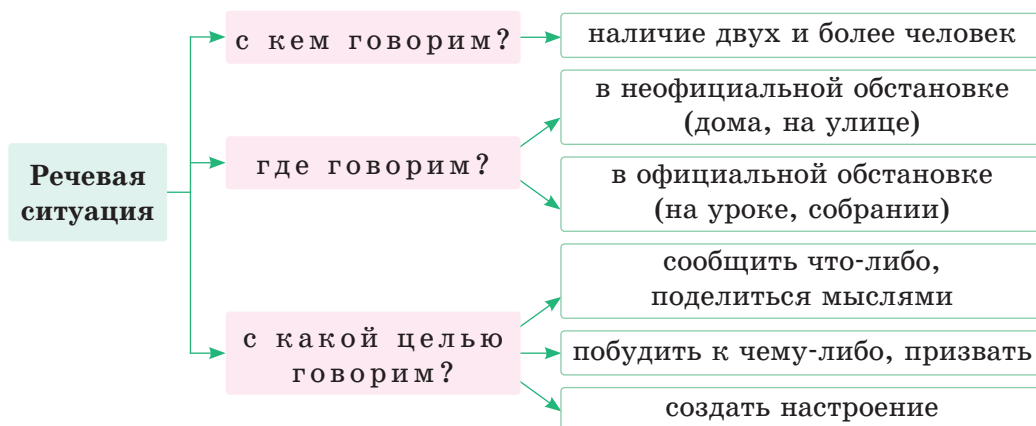 Речевая
ситуация
с кем говорим?
наличие двух и более человек
где говорим?
в неофициальной обстановке
(дома, на улице)
в официальной обстановке
(на уроке, собрании)
с какой целью
говорим?
сообщить что-либо,
поделиться мыслями
побудить к чему-либо, призвать
создать настроение